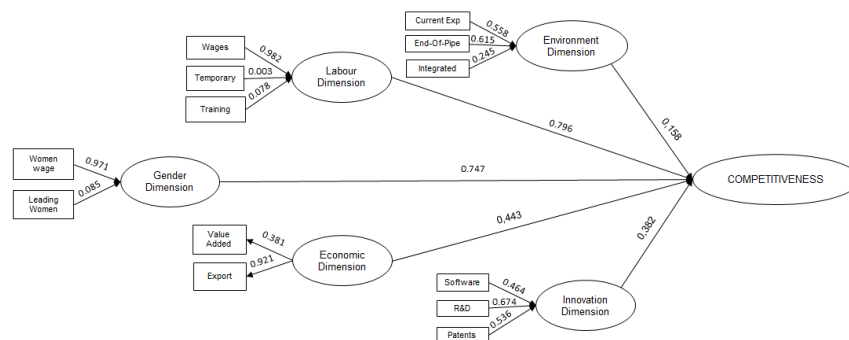 Current Exp
0.558
End-Of-Pipe
0.615
Integrated
0.245
Environment
Dimension
Wages
0.982
Temporary
0.003
Training
0.078
Labour
Dimension
0.796
0,158
Women
wage
0.971
Leading
Women
0.085
Gender
Dimension
0.747
COMPETITIVENESS
Value
Added
0.381
Export
0.921
Economic
Dimension
0,443
0,382
Software
0.464
R&D
0.674
Patents
0.536
Innovation
Dimension